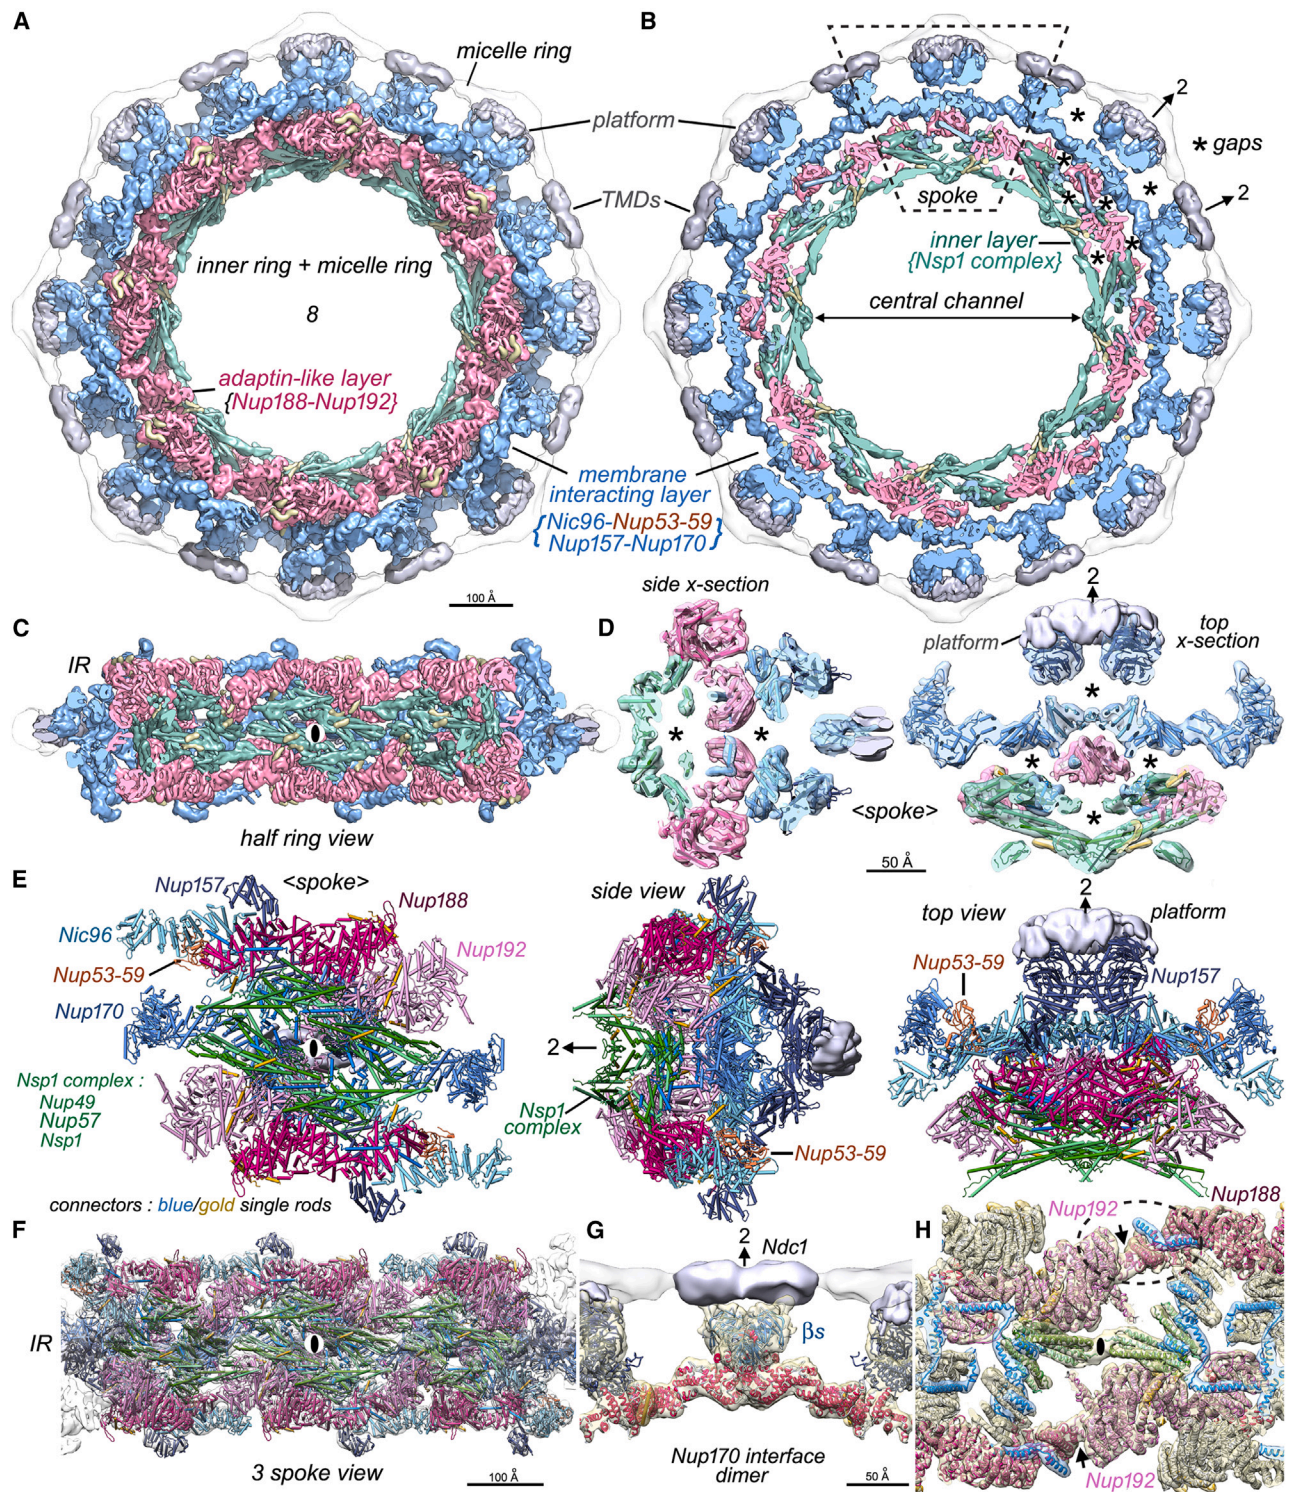 A
micelle ring
platform
TMDs
inner ring + micelle ring
8
adaptin-like layer
{Nup188-Nup192}
membrane
interacting layer
{Nic96-Nup53-59
Nup157-Nup170}
100 Å
B
2
* gaps
*
*
*
*
*
*
*
2
spoke
inner layer
{Nsp1 complex}
central channel
C
IR
half ring view
D
side x-section
*
*
<spoke>
2
platform
top
x-section
*
*
*
*
50 Å
E
Nup157
<spoke>
Nup188
Nic96
Nup192
Nup53-59
Nup170
Nsp1 complex :
Nup49
Nup57
Nsp1
connectors : blue/gold single rods
side view
2
Nsp1
complex
Nup53-59
top view
2
platform
Nup53-59
Nup157
F
IR
3 spoke view
100 Å
G
2
Ndc1
βs
Nup170 interface
dimer
50 Å
H
Nup192
Nup188
Nup192